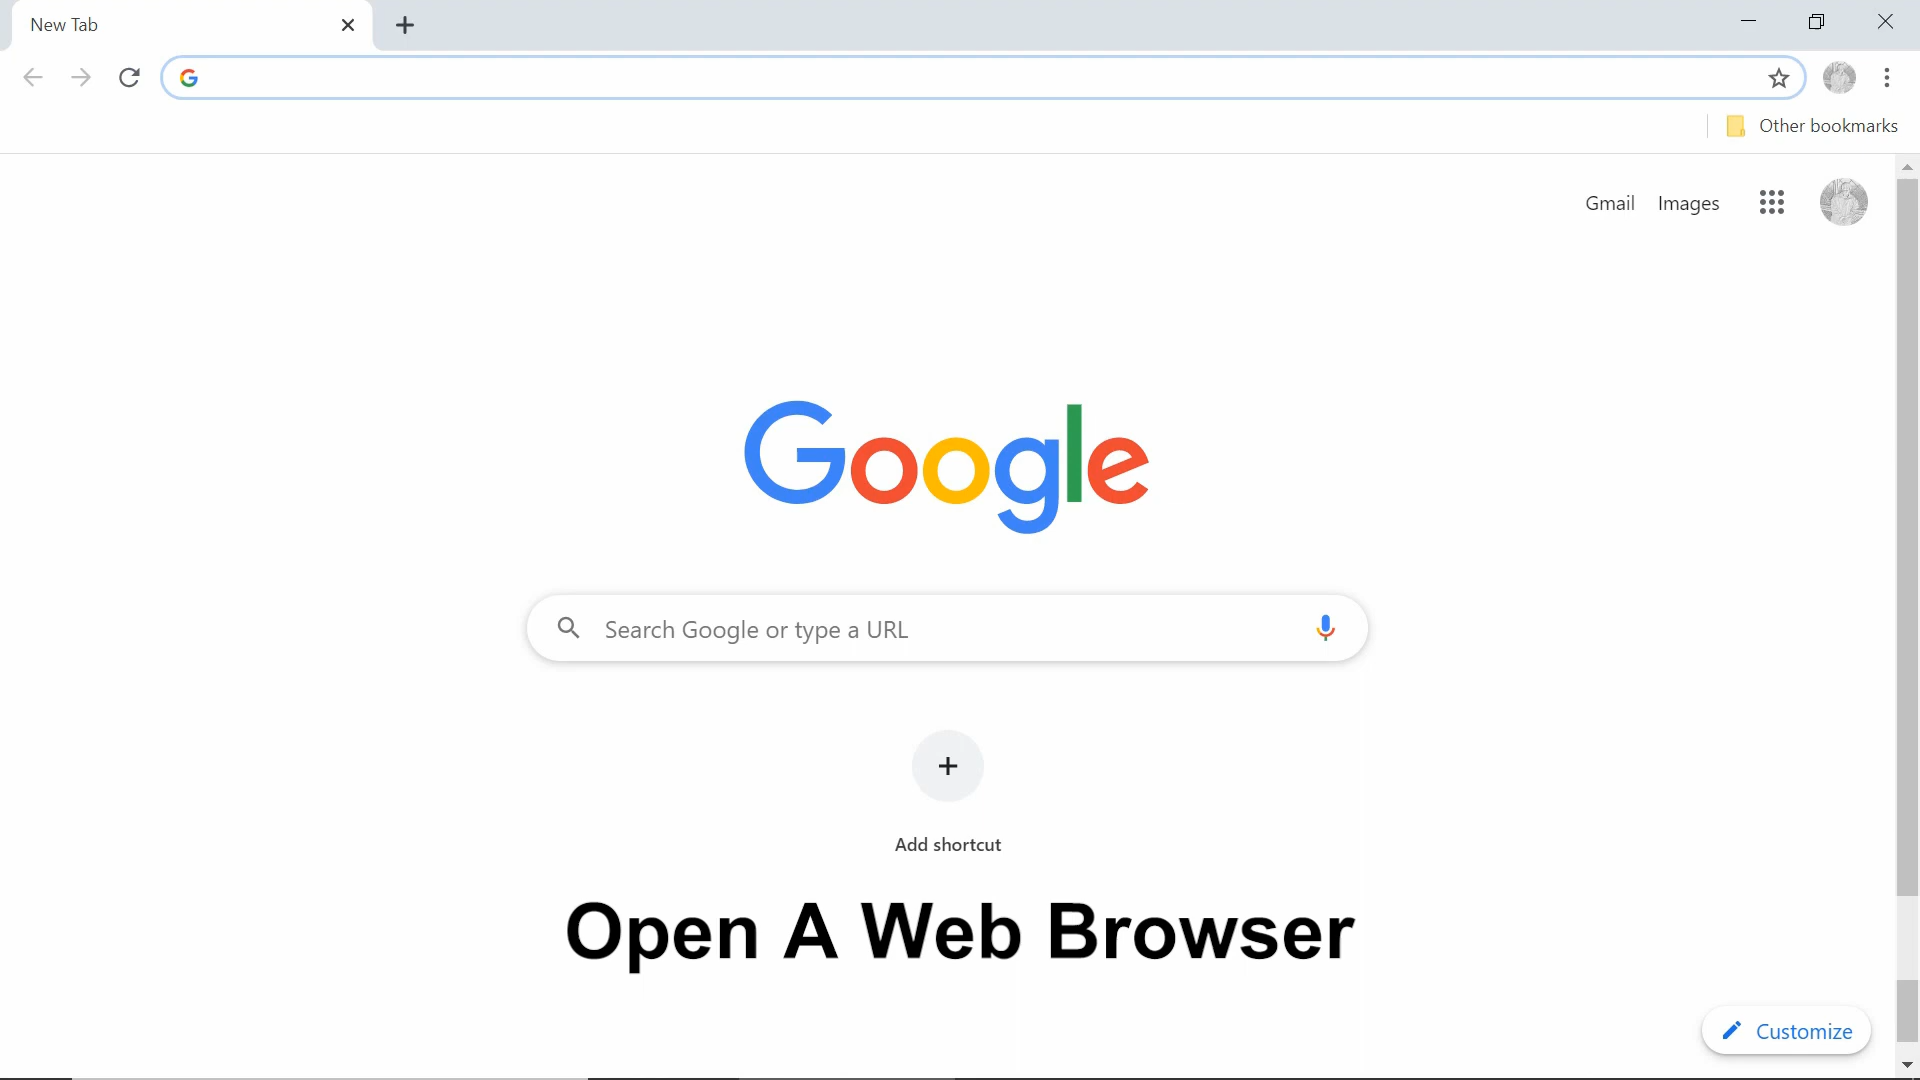 New Tab
Other bookmarks
Gmail Images
Google
Search Google or type a URL
Add shortcut
Open A Web Browser
Customize